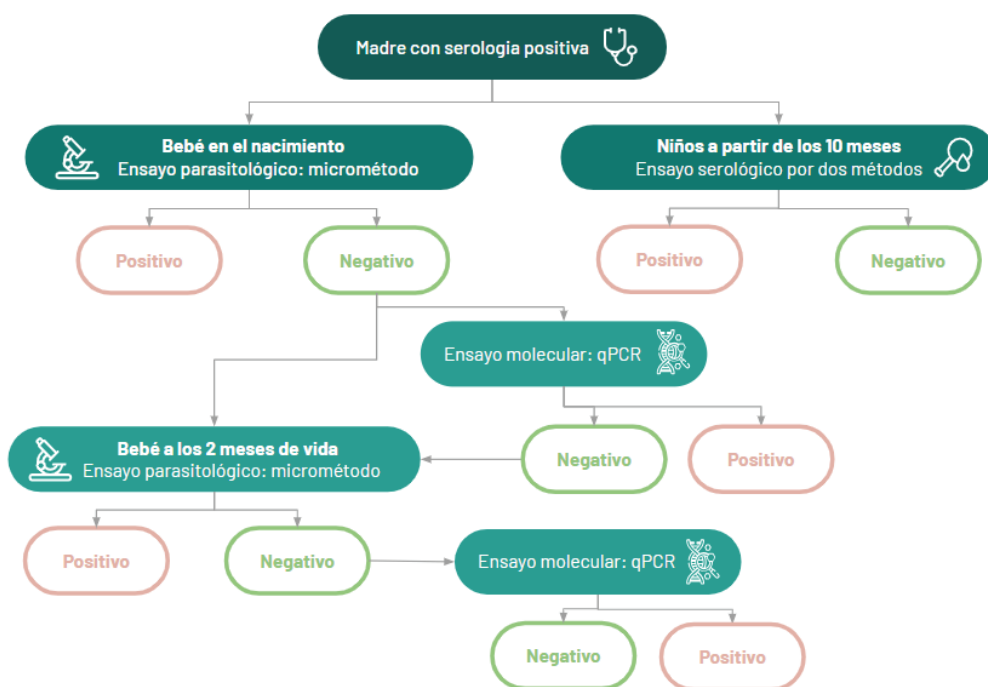 Madre con serologia positiva
Bebé en el nacimiento
Ensayo parasitológico: micrométodo
Niños a partir de los 10 meses
Ensayo serológico por dos métodos
Positivo
Negativo
Positivo
Negativo
Ensayo molecular: qPCR
Bebé a los 2 meses de vida
Ensayo parasitológico: micrométodo
Negativo
Positivo
Positivo
Negativo
Ensayo molecular: qPCR
Negativo
Positivo